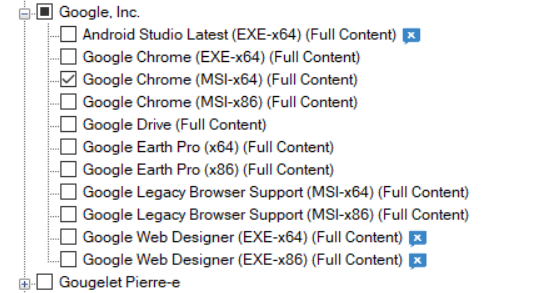 Google, Inc.
Android Studio Latest (EXE-x64) (Full Content)
Google Chrome (EXE-x64) (Full Content)
Google Chrome (MSI-x64) (Full Content)
Google Chrome (MSI-x86) (Full Content)
Google Drive (Full Content)
Google Earth Pro (x64) (Full Content)
Google Earth Pro (x86) (Full Content)
Google Legacy Browser Support (MSI-x64) (Full Content)
Google Legacy Browser Support (MSI-x86) (Full Content)
Google Web Designer (EXE-x64) (Full Content)
Google Web Designer (EXE-x86) (Full Content)
Gougelet Pierre-e